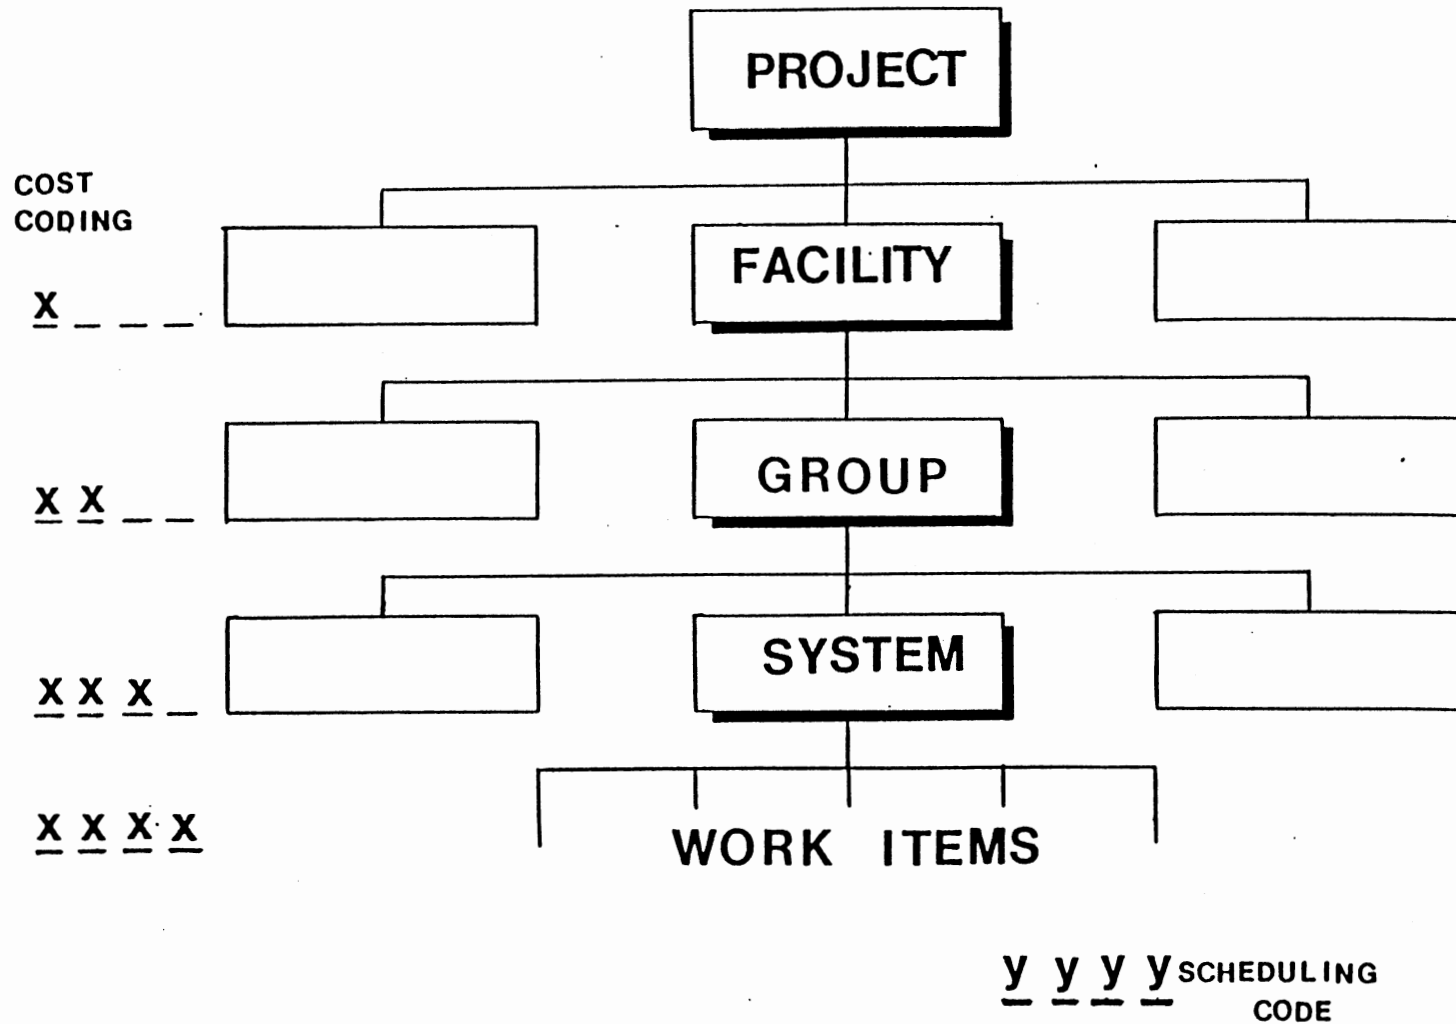 PROJECT
COST
CODING
FACILITY
X _ _ _
GROUP
X X _ _
SYSTEM
X X X _
X X X X
WORK ITEMS
y y y y SCHEDULING
CODE